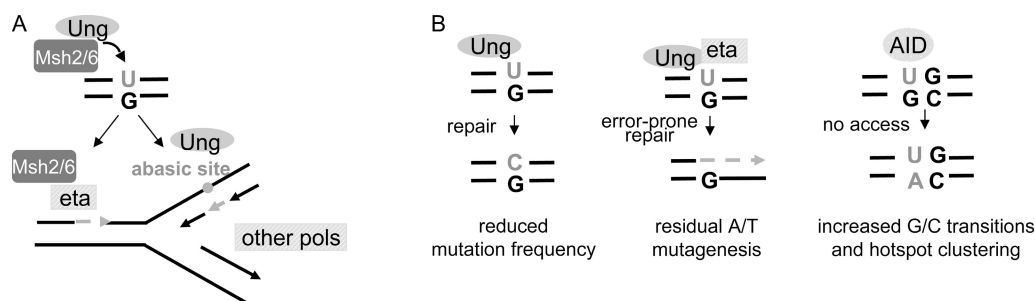 A
Ung
Msh2/6
U
G
Msh2/6
Ung
abasic site
eta
other pols
B
Ung
U
G
repair
C
G
reduced
mutation frequency
Ung
eta
U
G
error-prone
repair
G
residual A/T
mutagenesis
AID
U G
G C
no access
U G
A C
increased G/C transitions
and hotspot clustering